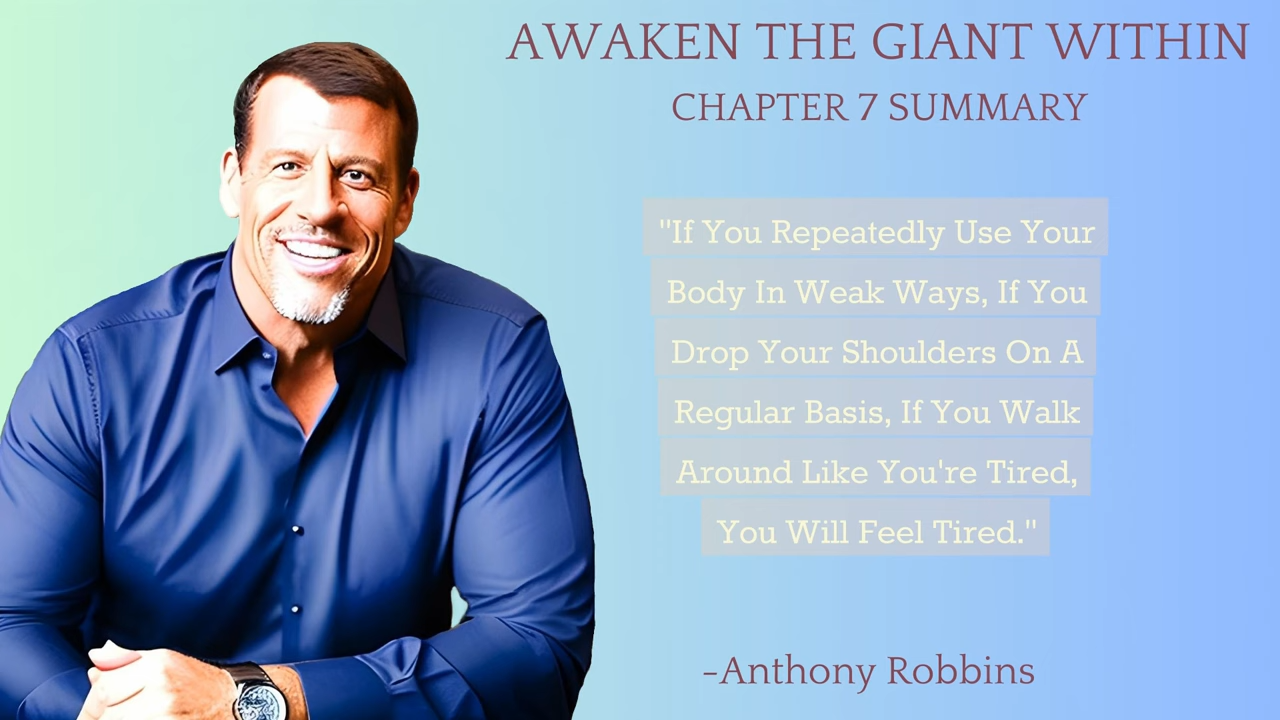 AWAKEN THE GIANT WITHIN
CHAPTER 7 SUMMARY
"If You Repeatedly Use Your
Body In Weak Ways, If You
Drop Your Shoulders On A
Regular Basis, If You Walk
Around Like You're Tired,
You Will Feel Tired."
-Anthony Robbins